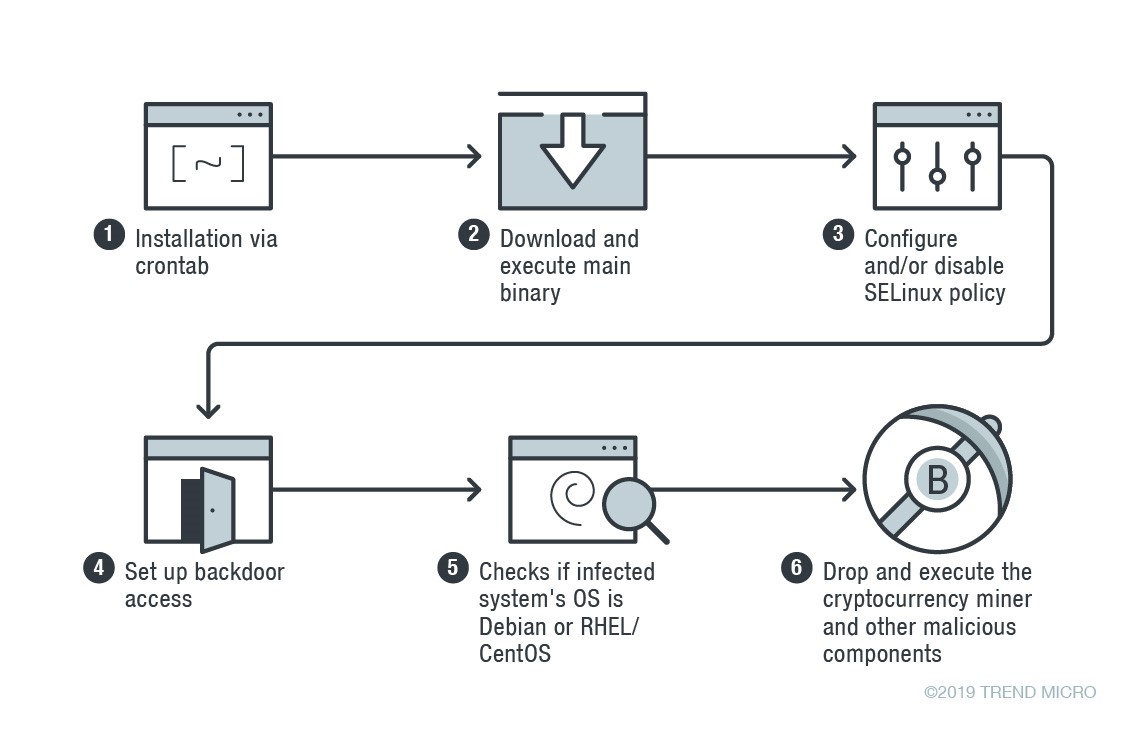 1 Installation via
crontab
2 Download and
execute main
binary
3 Configure
and/or disable
SELinux policy
4 Set up backdoor
access
5 Checks if infected
system's OS is
Debian or RHEL/
CentOS
B
6 Drop and execute the
cryptocurrency miner
and other malicious
components
©2019 TREND MICRO